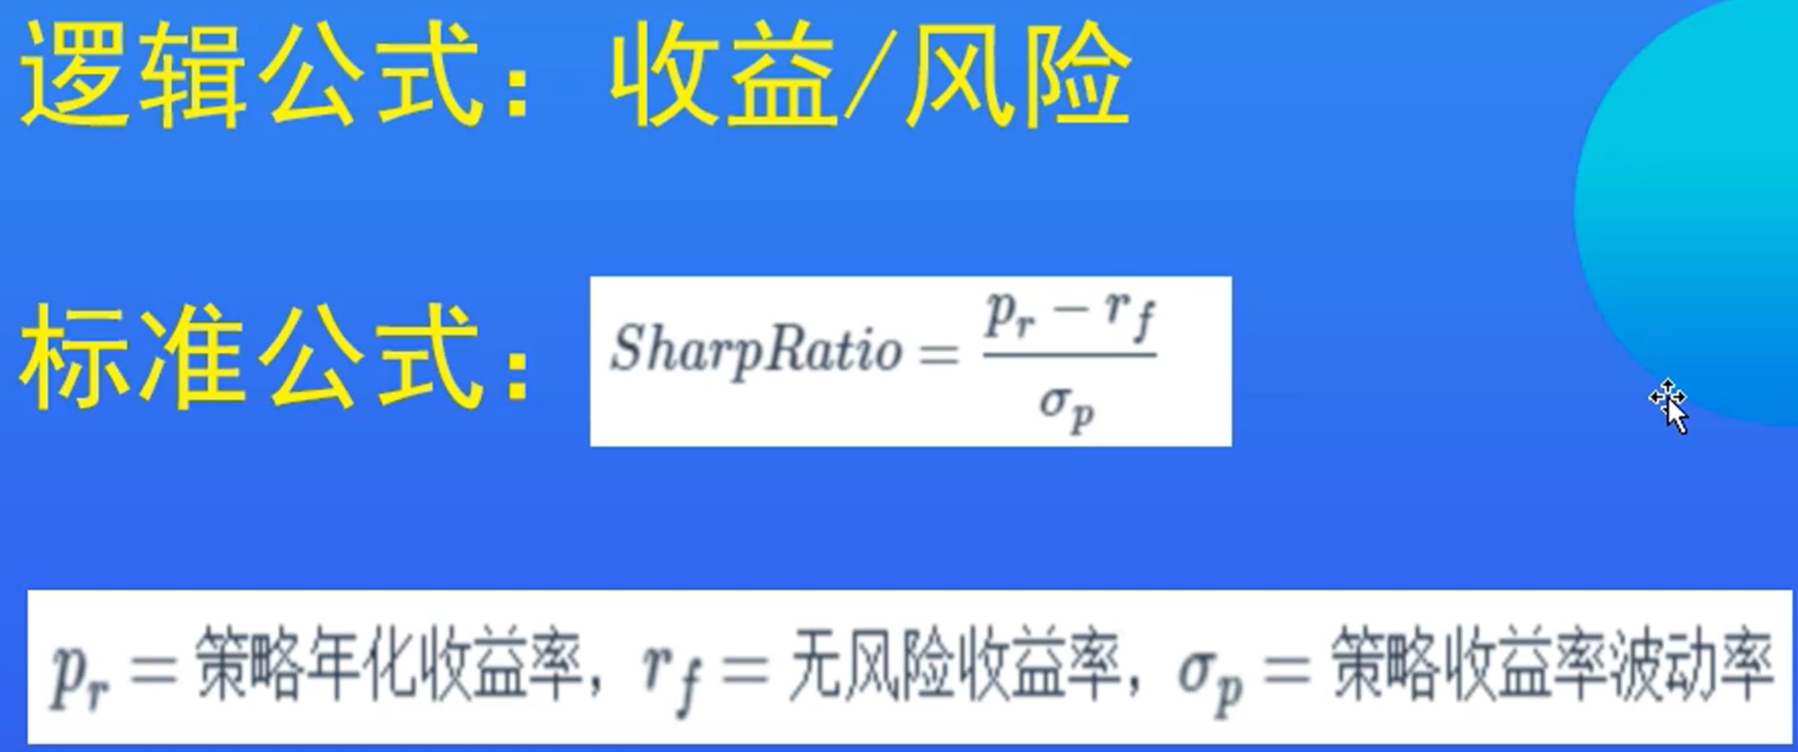 逻辑公式：收益/风险
标准公式：SharpRatio = \frac{p_r - r_f}{\sigma_p}
p_r = 策略年化收益率，r_f = 无风险收益率，σ_p = 策略收益率波动率